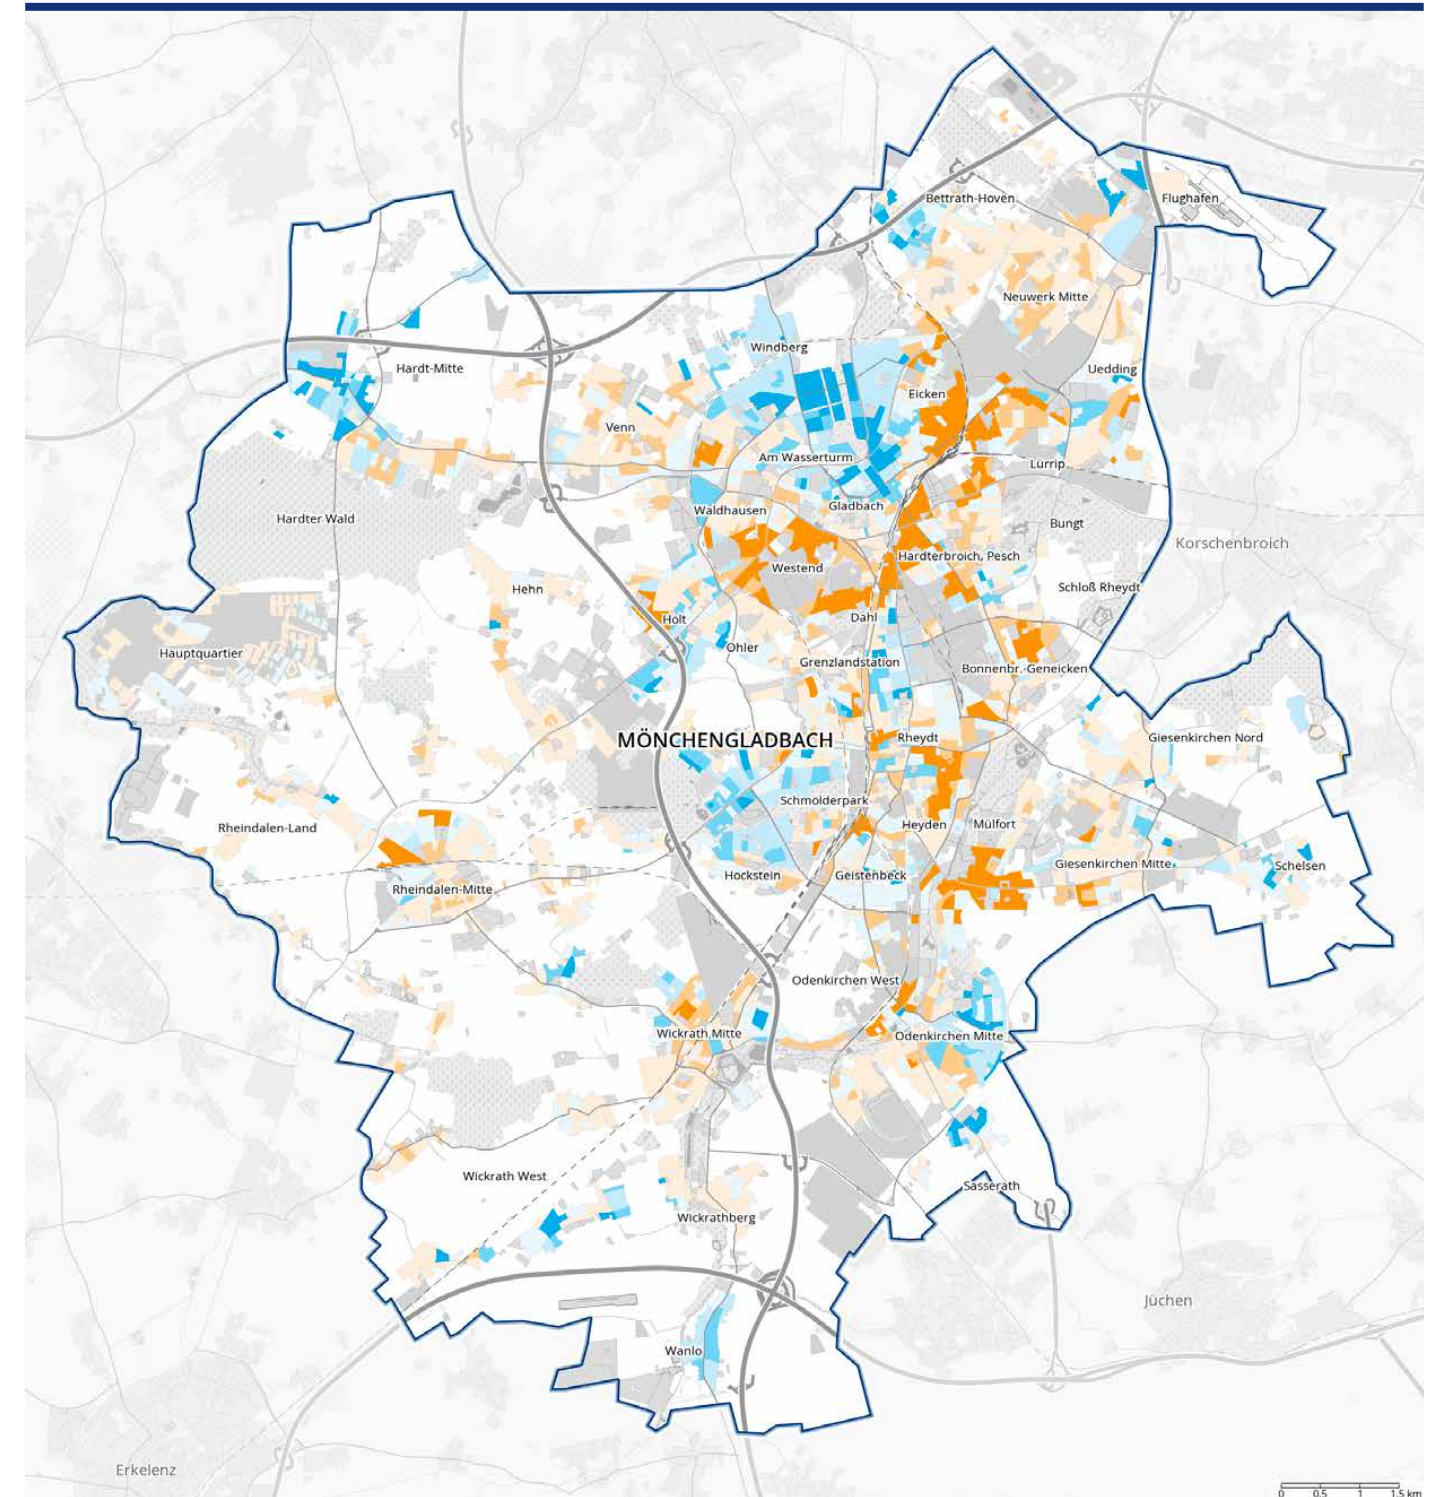 Bettrath-Hoven
Flughafen
Neuwerk Mitte
Windberg
Hardt-Mitte
Uedding
Eicken
Venn
Am Wasserturm
Lürrip
Gladbach
Waldhausen
Hardter Wald
Bungt
Korschenbroich
Hardterbroich, Pesch
Westend
Hehn
Schloß Rheydt
Holt
Dahl
Ohler
Hauptquartier
Grenzlandstation
Bonnenbr.-Geneicken
MÖNCHENGLADBACH
Rheydt
Giesenkirchen Nord
Schmölderpark
Rheindalen-Land
Heyden
Mülfort
Giesenkirchen Mitte
Schelsen
Hockstein
Geistenbeck
Rheindalen-Mitte
Odenkirchen West
Wickrath Mitte
Odenkirchen Mitte
Wickrath West
Sasserath
Wickrathberg
Jüchen
Wanlo
Erkelenz
0 0.5 1 1.5 km